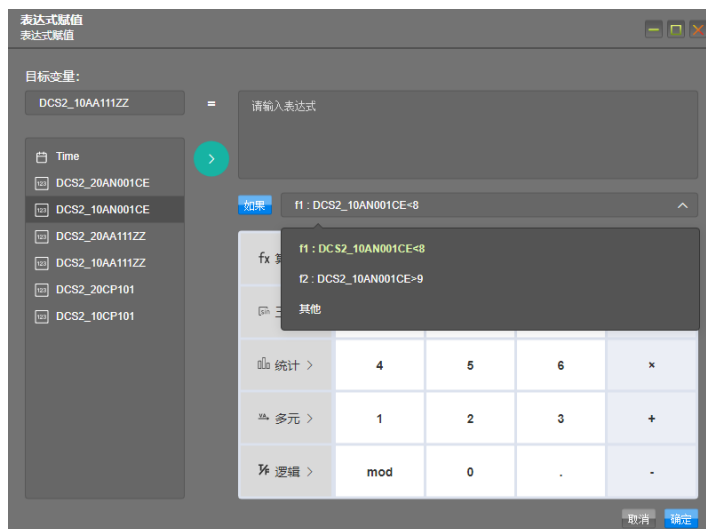 表达式赋值
表达式赋值
目标变量:
DCS2_10AA111ZZ
=
请输入表达式
Time
DCS2_20AN001CE
DCS2_10AN001CE
DCS2_20AA111ZZ
DCS2_10AA111ZZ
DCS2_20CP101
DCS2_10CP101
如果
f1 : DCS2_10AN001CE<8
f1 : DCS2_10AN001CE<8
f2 : DCS2_10AN001CE>9
其他
fx
三
统计 >
4
5
6
×
多元 >
1
2
3
+
逻辑 >
mod
0
.
-
取消
确定